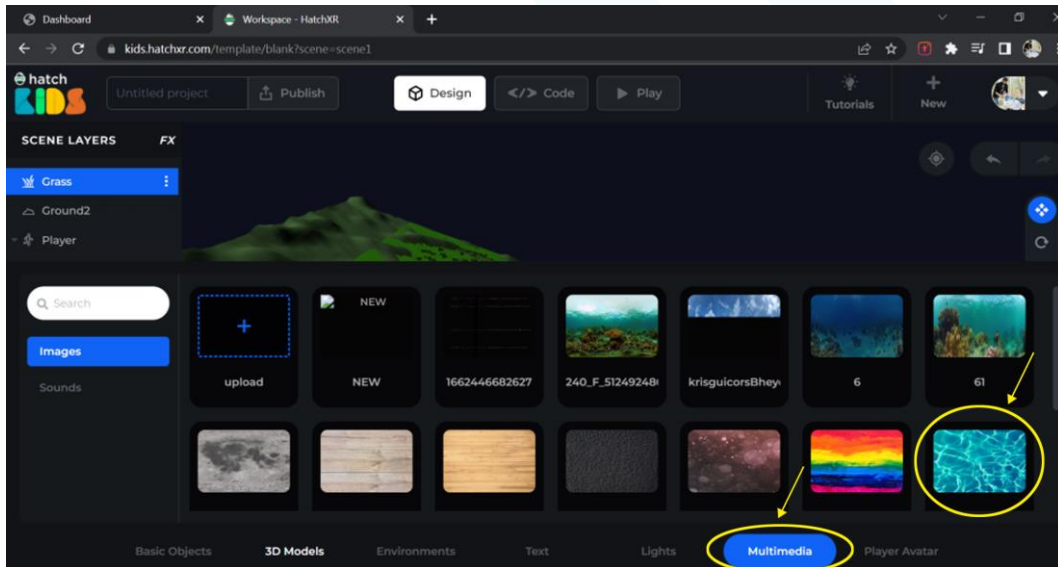 Dashboard
Workspace - HatchXR
kids.hatchxr.com/template/blank?scene=scene1
hatch
KIDS
Untitled project
Publish
Design
</> Code
Play
Tutorials
New
SCENE LAYERS FX
Grass
Ground2
Player
Search
Images
Sounds
NEW
upload
NEW
1662446682627
240_F_51249248
krisguicorsBhey
6
61
Basic Objects
3D Models
Environments
Text
Lights
Multimedia
Player Avatar